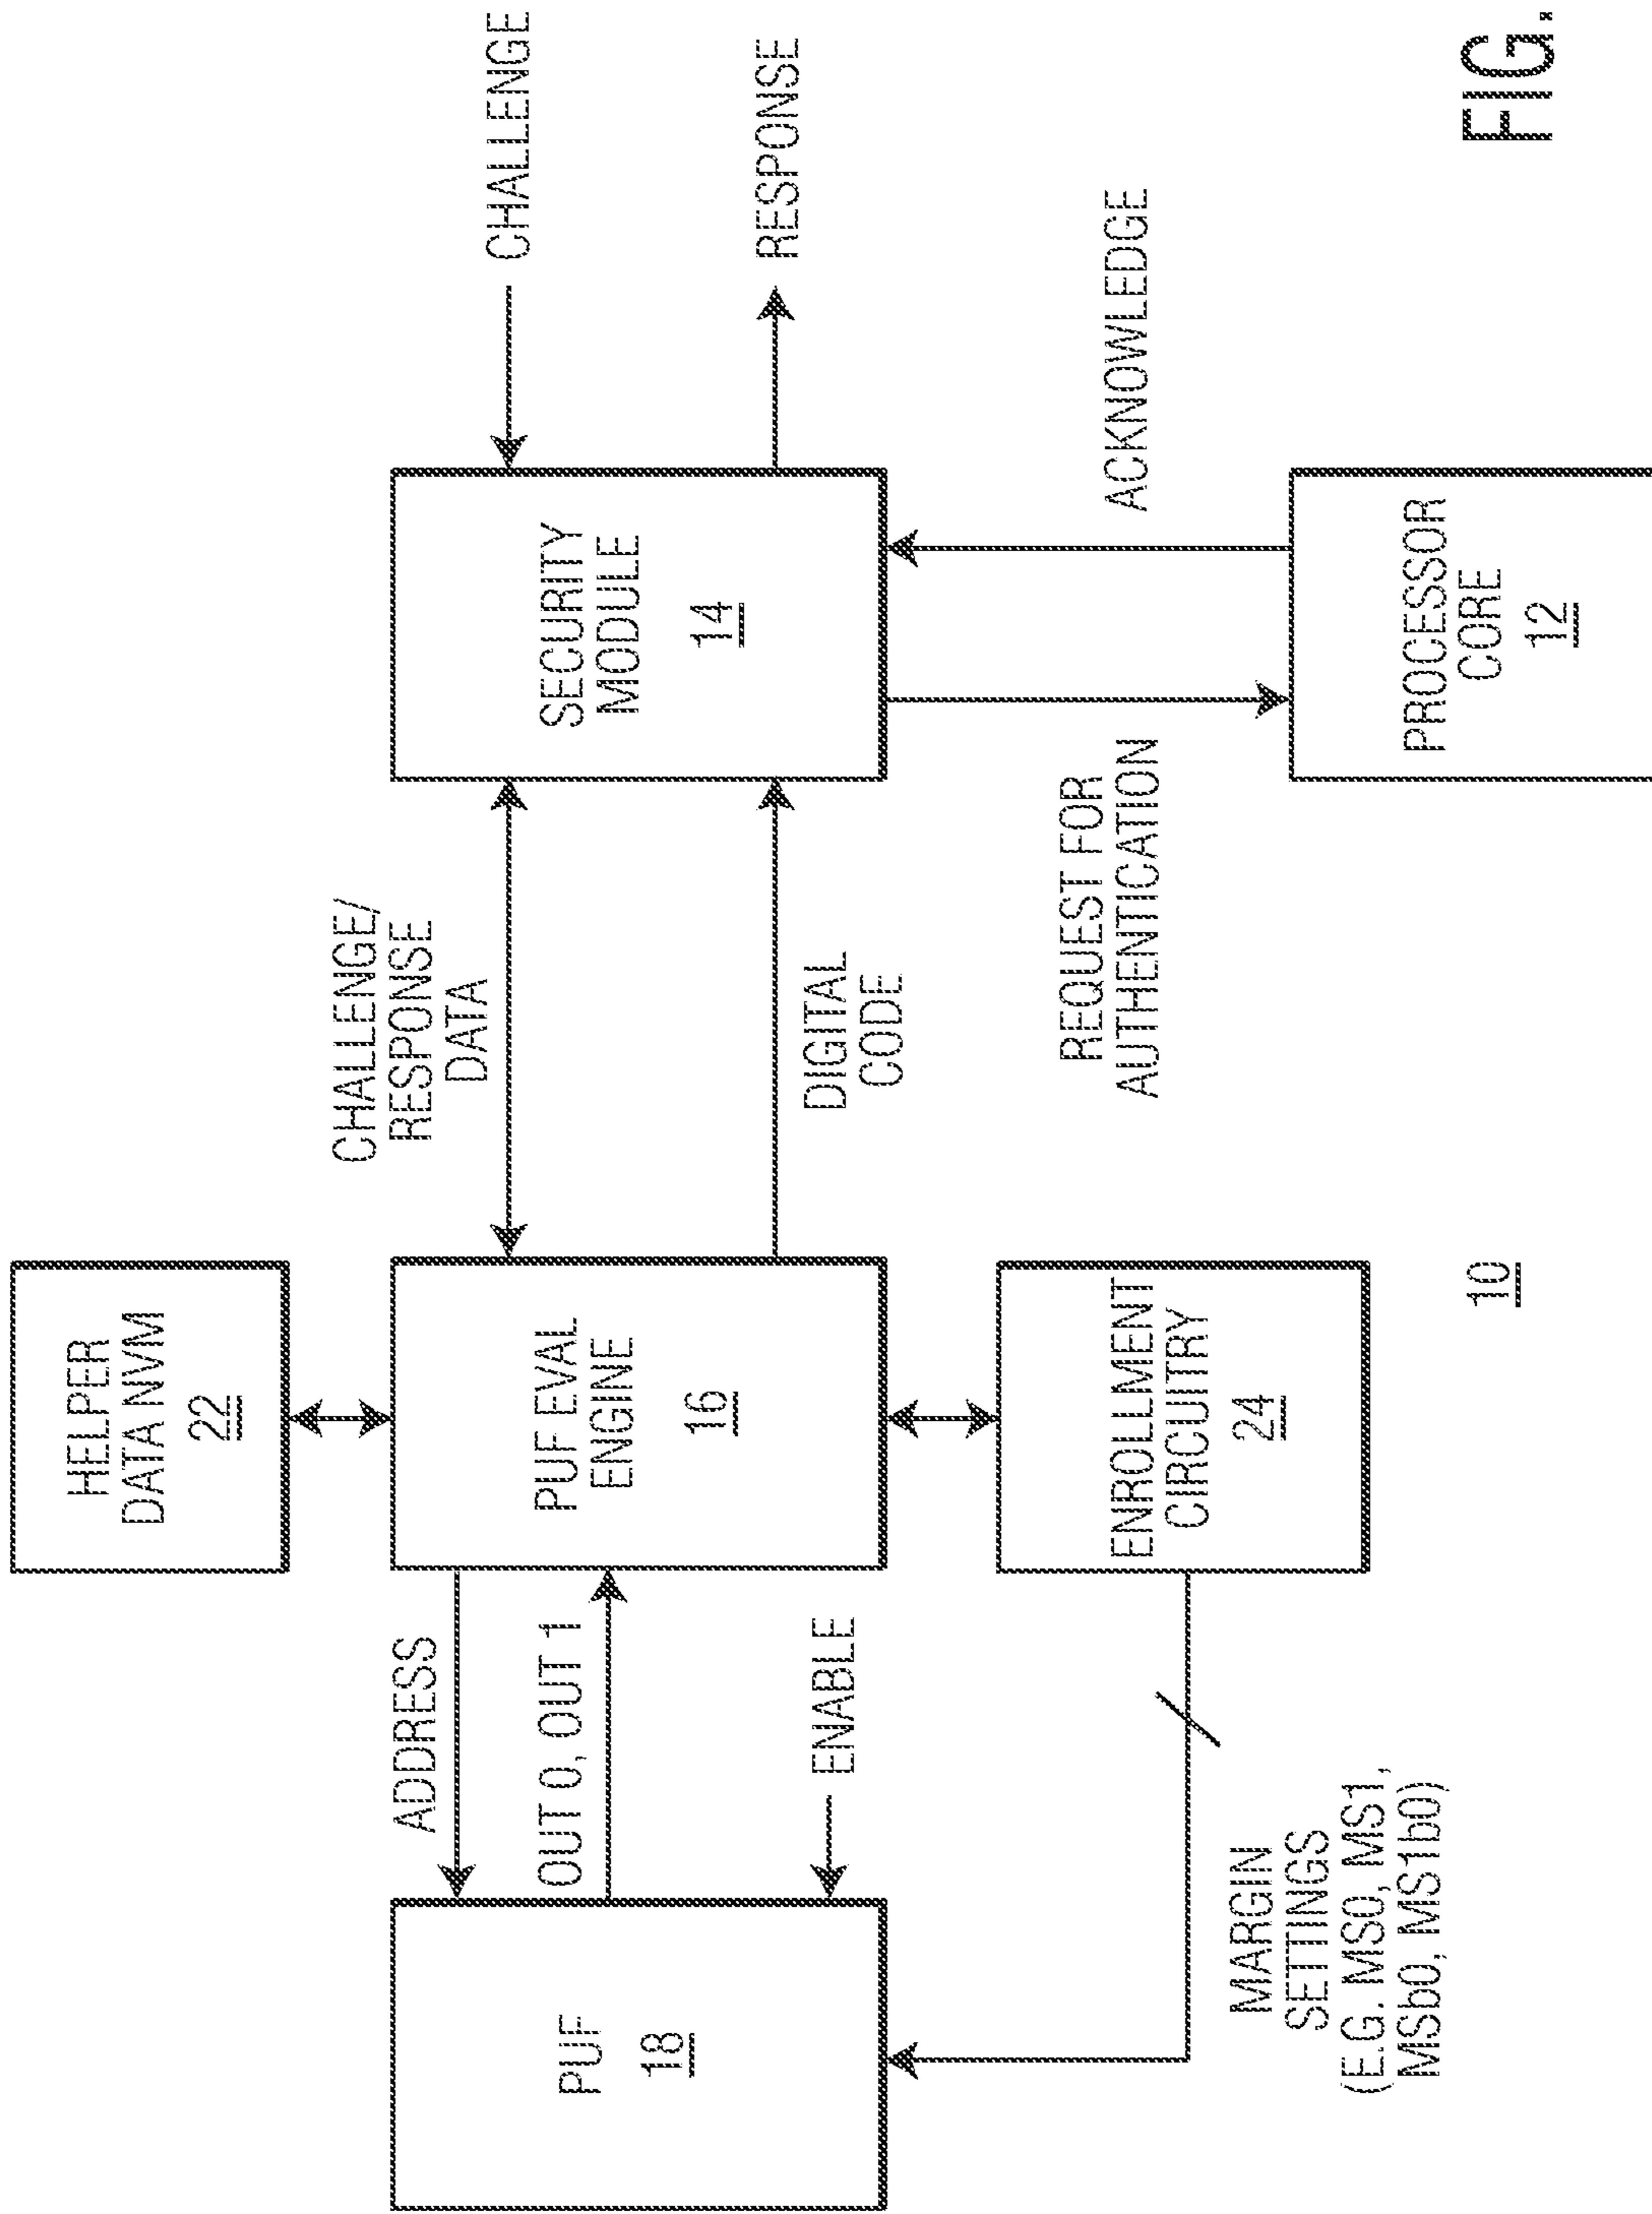 HELPER
DATA NVM
22
CHALLENGE/
RESPONSE
DATA
CHALLENGE
ADDRESS
OUT 0, OUT 1
PUF EVAL
ENGINE
16
SECURITY
MODULE
14
PUF
18
ENABLE
DIGITAL
CODE
RESPONSE
ENROLLMENT
CIRCUITRY
24
REQUEST FOR
AUTHENTICATION
ACKNOWLEDGE
MARGIN
SETTINGS
(E.G. MS0, MS1,
MSb0, MS1b0)
PROCESSOR
CORE
12
10
FIG.